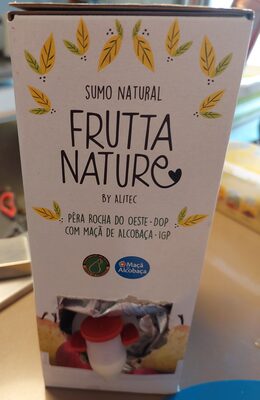 SUMO NATURAL
FRUTTA
NATURE
BY ALITEC
PÊRA ROCHA DO OESTE · DOP
COM MAÇÃ DE ALCOBAÇA · IGP
Maçã
Alcobaça